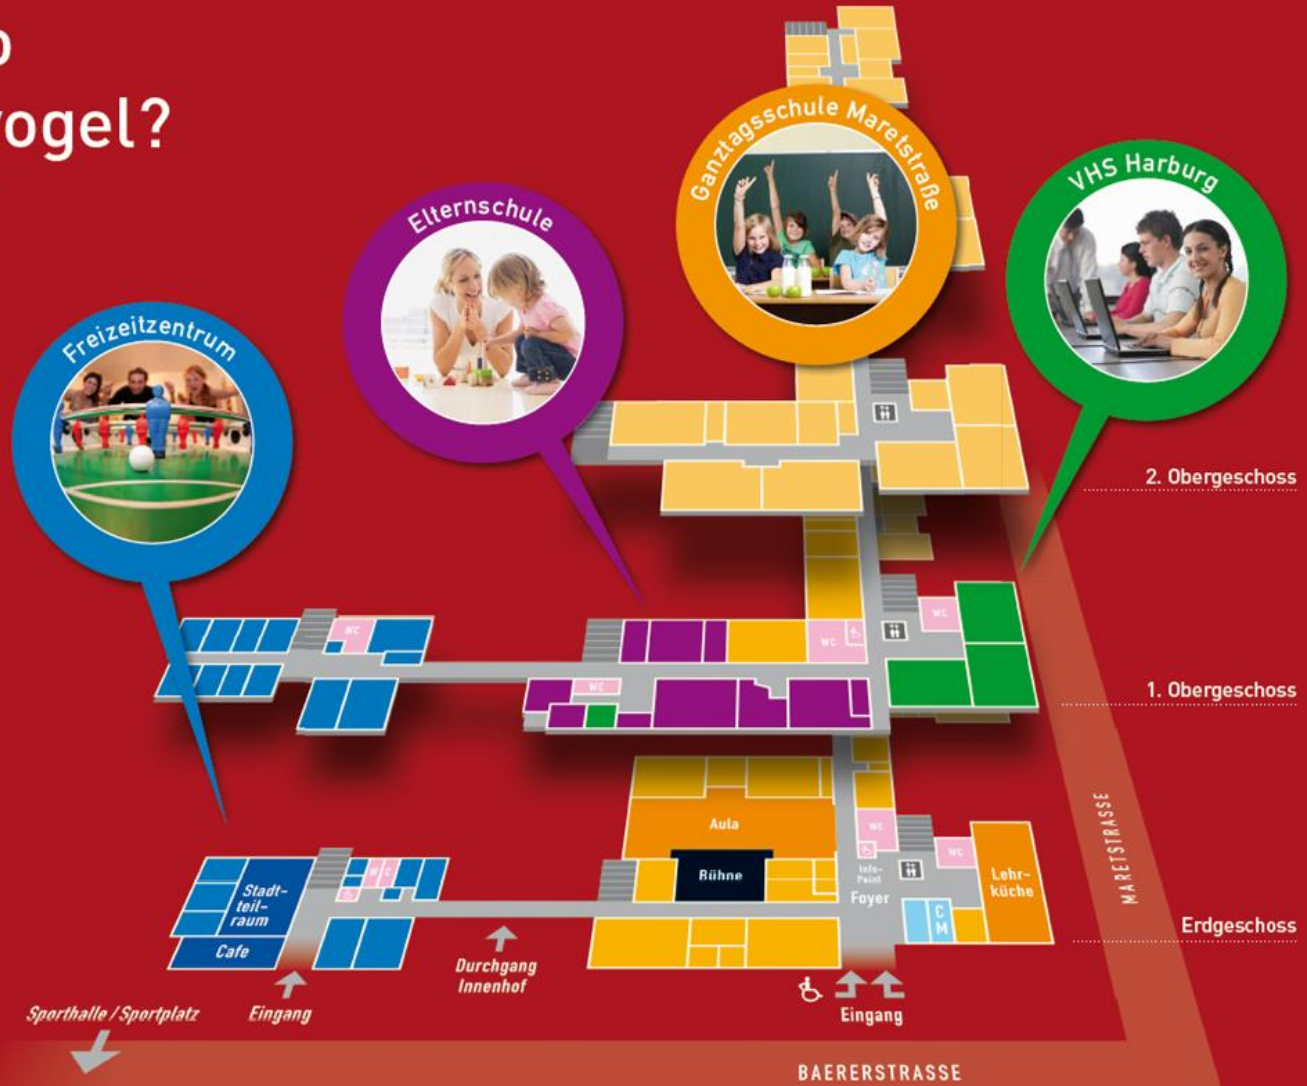 o
vogel?
Ganztagsschule Maretstraße
VHS Harburg
Elternschule
Freizeitzentrum
2. Obergeschoss
WC
WC
WC
WC
1. Obergeschoss
MARETSTRASSE
Aula
WC
WC
Bühne
Info-
Point
Foyer
Lehr-
küche
WC
Stadt-
teil-
raum
Cafe
C
M
Erdgeschoss
Durchgang
Innenhof
Sporthalle / Sportplatz
Eingang
Eingang
BAERERSTRASSE